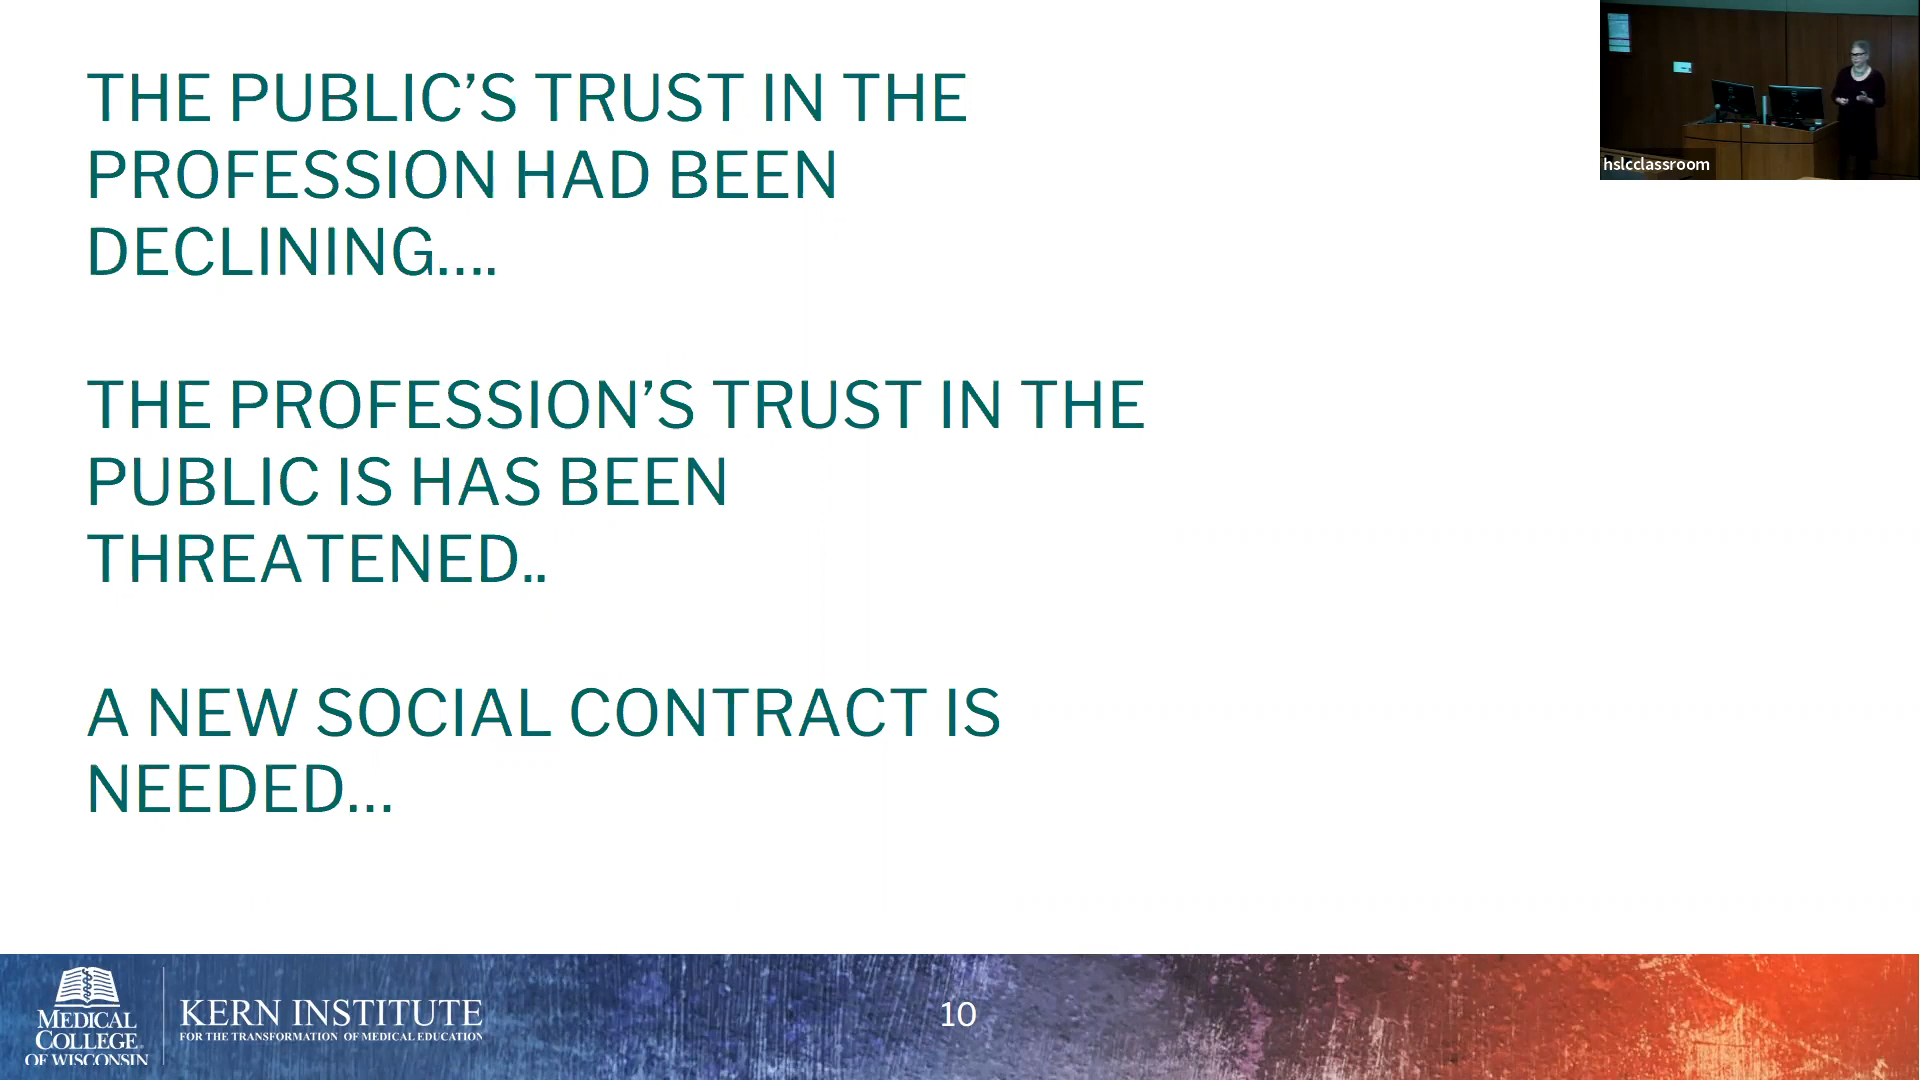 THE PUBLIC’S TRUST IN THE
PROFESSION HAD BEEN
DECLINING....
THE PROFESSION’S TRUST IN THE
PUBLIC IS HAS BEEN
THREATENED..
A NEW SOCIAL CONTRACT IS
NEEDED...
hslcclassroom
MEDICAL
COLLEGE
OF WISCONSIN
KERN INSTITUTE
FOR THE TRANSFORMATION OF MEDICAL EDUCATION
10